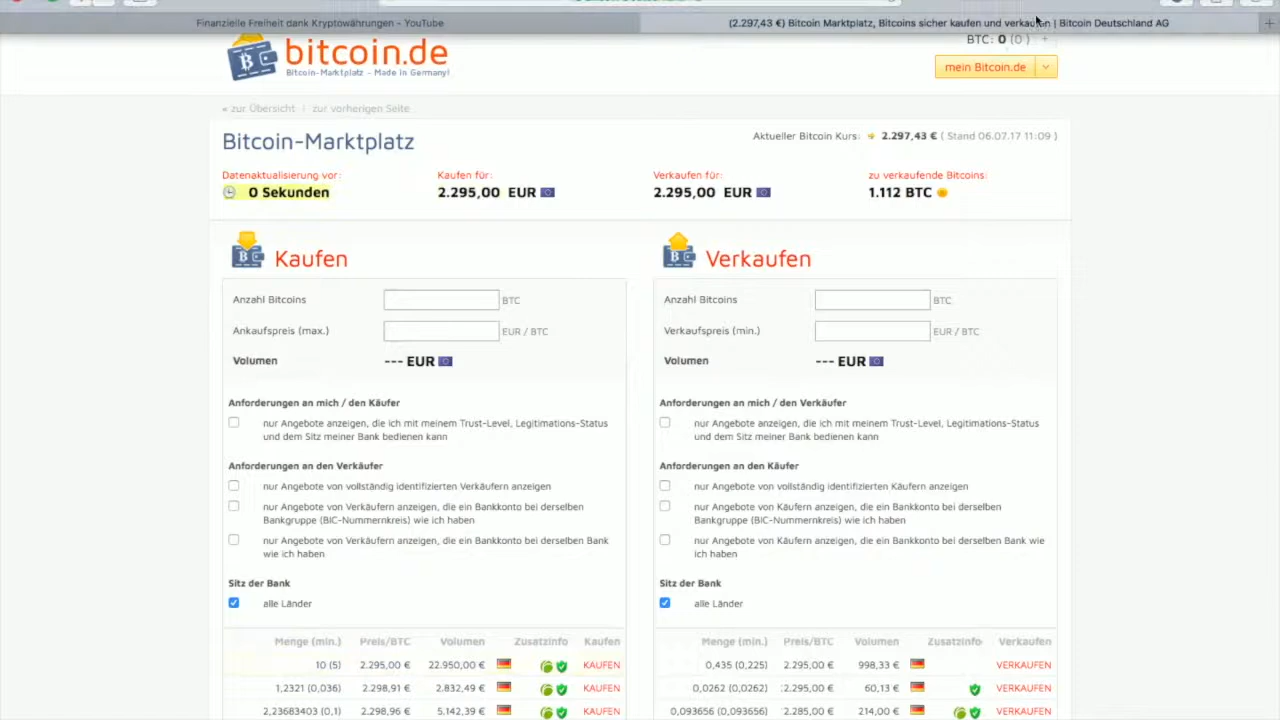 Finanzielle Freiheit dank Kryptowährungen - YouTube
(2.297,43 €) Bitcoin Marktplatz, Bitcoins sicher kaufen und verkaufen | Bitcoin Deutschland AG
bitcoin.de
Bitcoin-Marktplatz - Made in Germany!
BTC: 0 (0 ) +
mein Bitcoin.de
« zur Übersicht | zur vorherigen Seite
Bitcoin-Marktplatz
Aktueller Bitcoin Kurs: 2.297,43 € ( Stand 06.07.17 11:09 )
Datenaktualisierung vor: Kaufen für: Verkaufen für: zu verkaufende Bitcoins:
0 Sekunden 2.295,00 EUR 2.295,00 EUR 1.112 BTC
Kaufen
Anzahl Bitcoins BTC
Ankaufspreis (max.) EUR / BTC
Volumen --- EUR
Anforderungen an mich / den Käufer
nur Angebote anzeigen, die ich mit meinem Trust-Level, Legitimations-Status
und dem Sitz meiner Bank bedienen kann
Anforderungen an den Verkäufer
nur Angebote von vollständig identifizierten Verkäufern anzeigen
nur Angebote von Verkäufern anzeigen, die ein Bankkonto bei derselben
Bankgruppe (BIC-Nummernkreis) wie ich haben
nur Angebote von Verkäufern anzeigen, die ein Bankkonto bei derselben Bank
wie ich haben
Sitz der Bank
alle Länder
Menge (min.) Preis/BTC Volumen Zusatzinfo Kaufen
10 (5) 2.295,00 € 22.950,00 € KAUFEN
1,2321 (0,036) 2.298,91 € 2.832,49 € KAUFEN
2,23683403 (0,1) 2.298,96 € 5.142,39 € KAUFEN
Verkaufen
Anzahl Bitcoins BTC
Verkaufspreis (min.) EUR / BTC
Volumen --- EUR
Anforderungen an mich / den Verkäufer
nur Angebote anzeigen, die ich mit meinem Trust-Level, Legitimations-Status
und dem Sitz meiner Bank bedienen kann
Anforderungen an den Käufer
nur Angebote von vollständig identifizierten Käufern anzeigen
nur Angebote von Käufern anzeigen, die ein Bankkonto bei derselben
Bankgruppe (BIC-Nummernkreis) wie ich haben
nur Angebote von Käufern anzeigen, die ein Bankkonto bei derselben Bank wie
ich haben
Sitz der Bank
alle Länder
Menge (min.) Preis/BTC Volumen Zusatzinfo Verkaufen
0,435 (0,225) 2.295,00 € 998,33 € VERKAUFEN
0,0262 (0,0262) 2.295,00 € 60,13 € VERKAUFEN
0,093656 (0,093656) 2.285,00 € 214,00 € VERKAUFEN